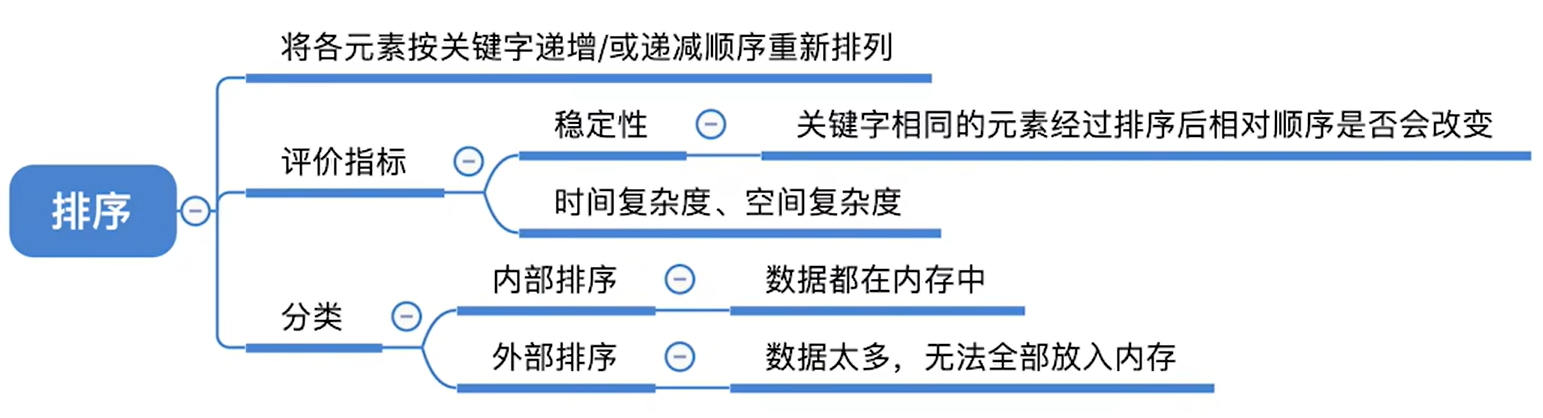 将各元素按关键字递增/或递减顺序重新排列
稳定性
关键字相同的元素经过排序后相对顺序是否会改变
评价指标
时间复杂度、空间复杂度
排序
内部排序
数据都在内存中
分类
外部排序
数据太多，无法全部放入内存